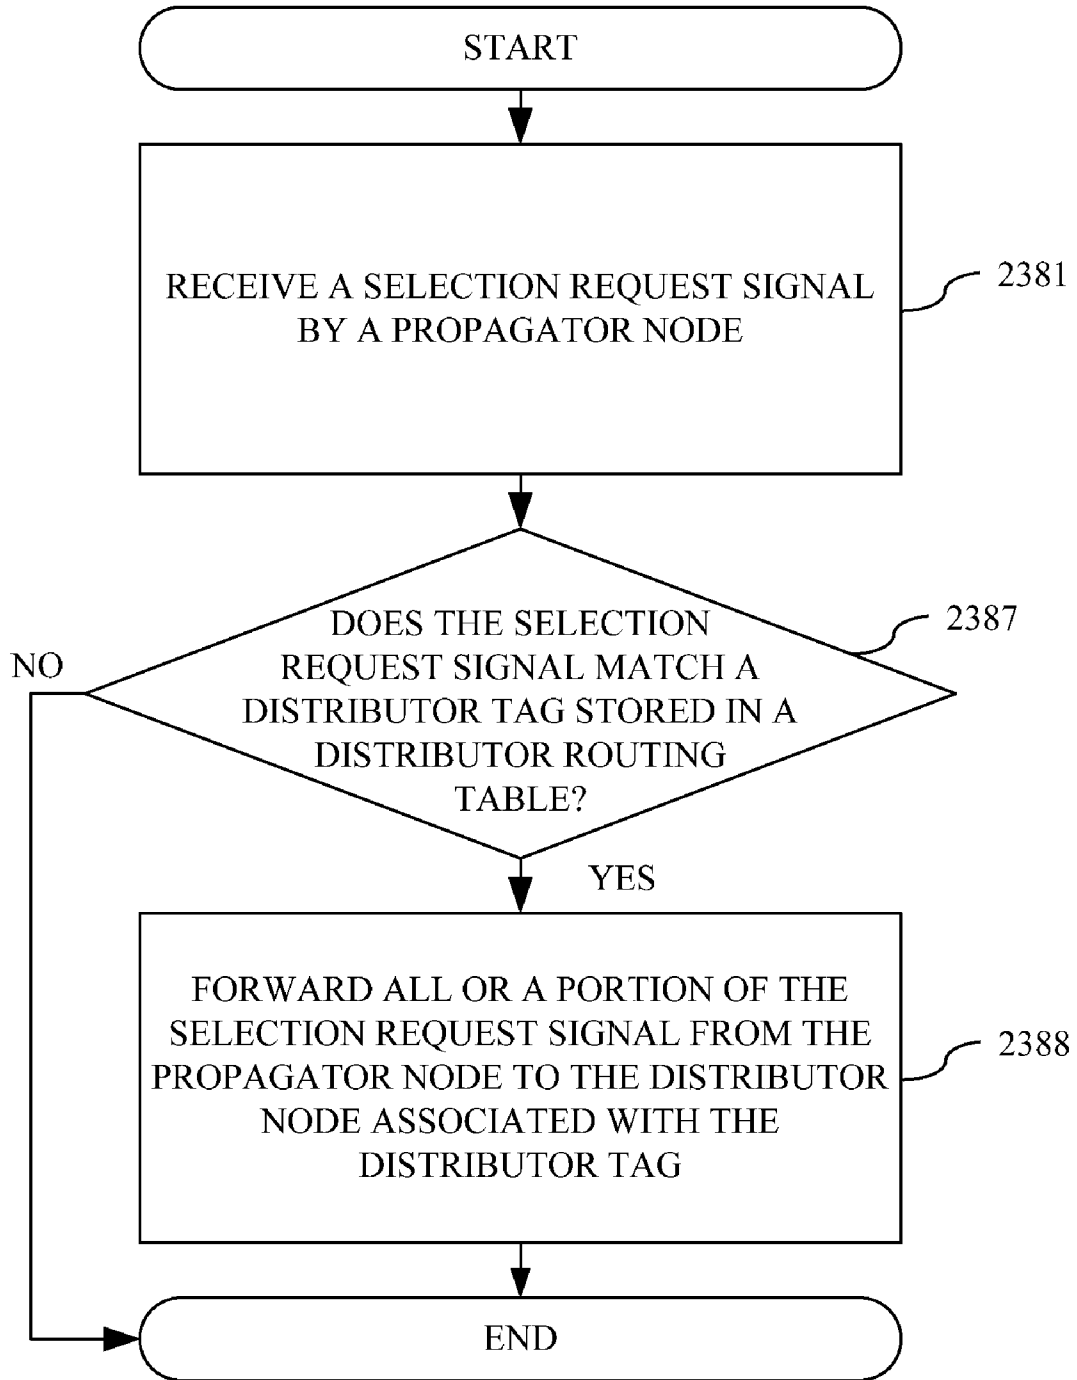 START
RECEIVE A SELECTION REQUEST SIGNAL
BY A PROPAGATOR NODE
2381
DOES THE SELECTION
REQUEST SIGNAL MATCH A
DISTRIBUTOR TAG STORED IN A
DISTRIBUTOR ROUTING
TABLE?
2387
NO
YES
FORWARD ALL OR A PORTION OF THE
SELECTION REQUEST SIGNAL FROM THE
PROPAGATOR NODE TO THE DISTRIBUTOR
NODE ASSOCIATED WITH THE
DISTRIBUTOR TAG
2388
END